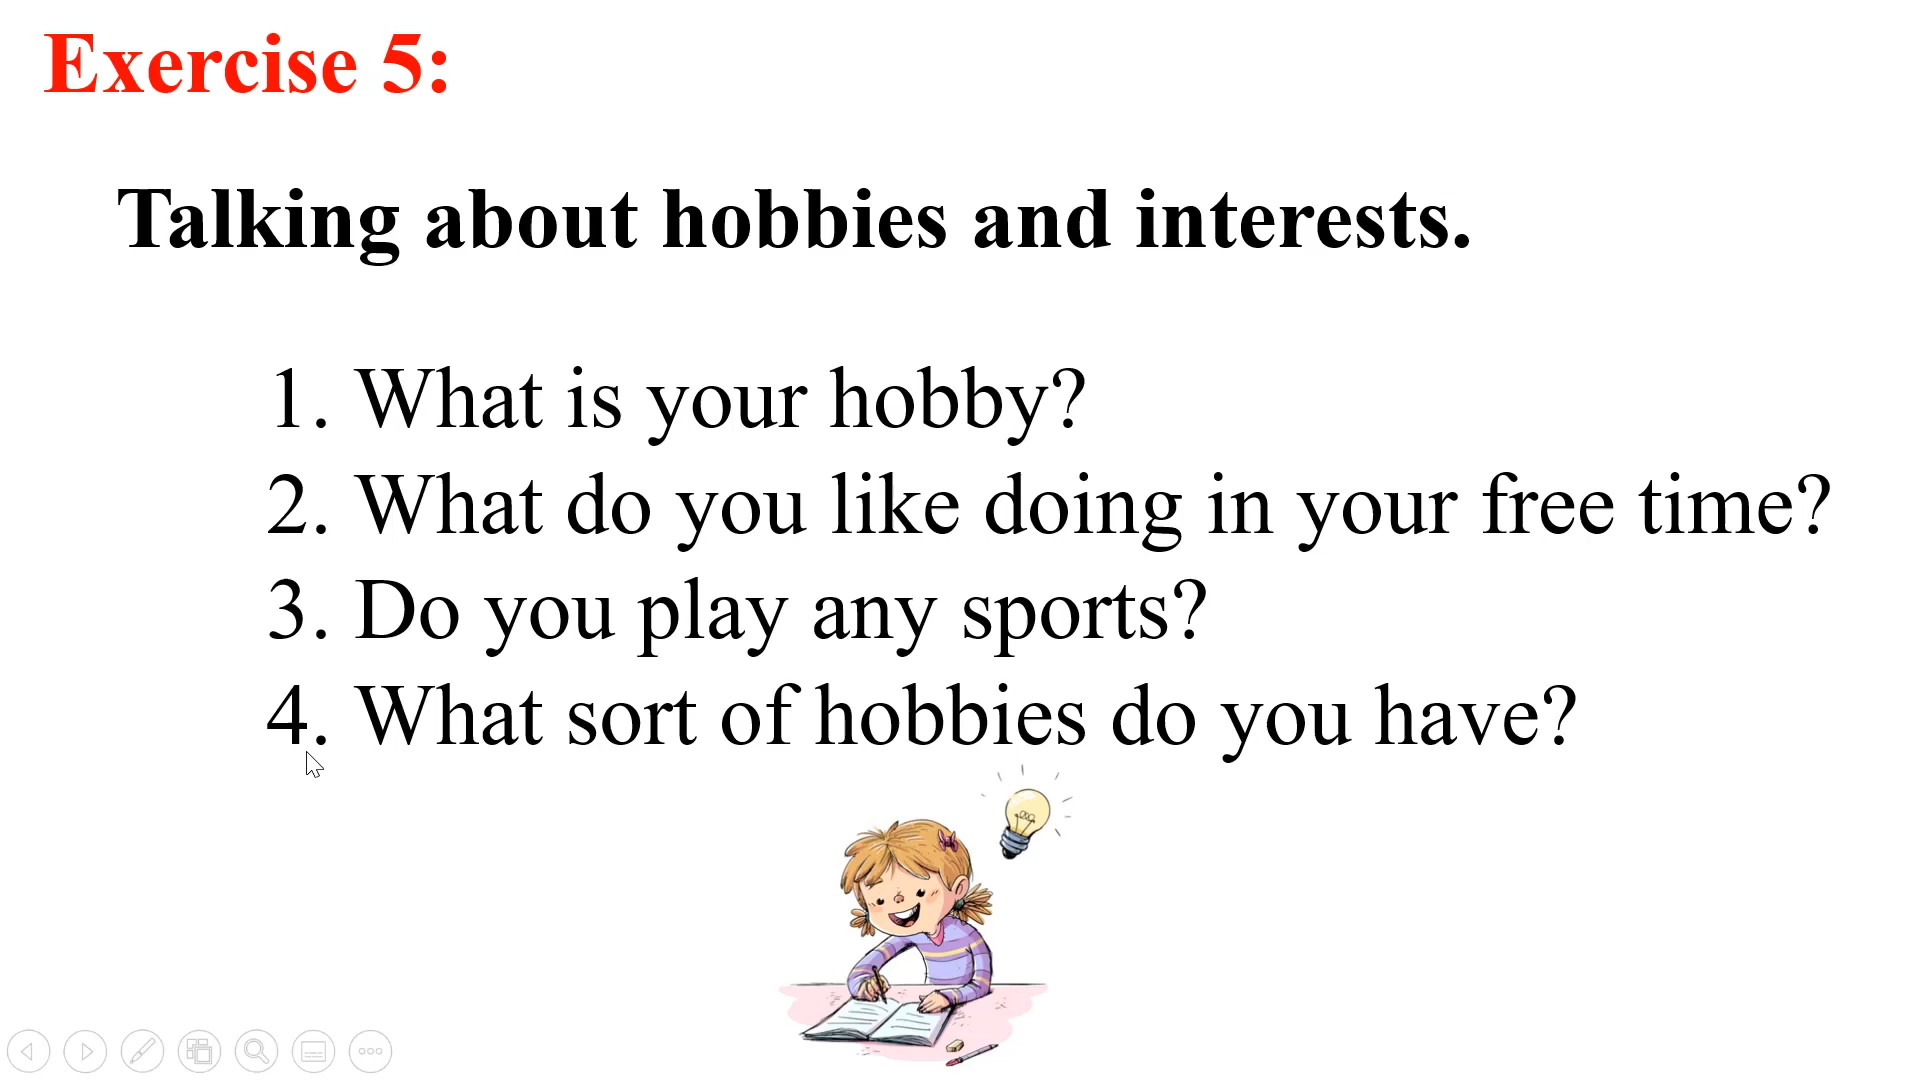 Exercise 5:
Talking about hobbies and interests.
1. What is your hobby?
2. What do you like doing in your free time?
3. Do you play any sports?
4. What sort of hobbies do you have?